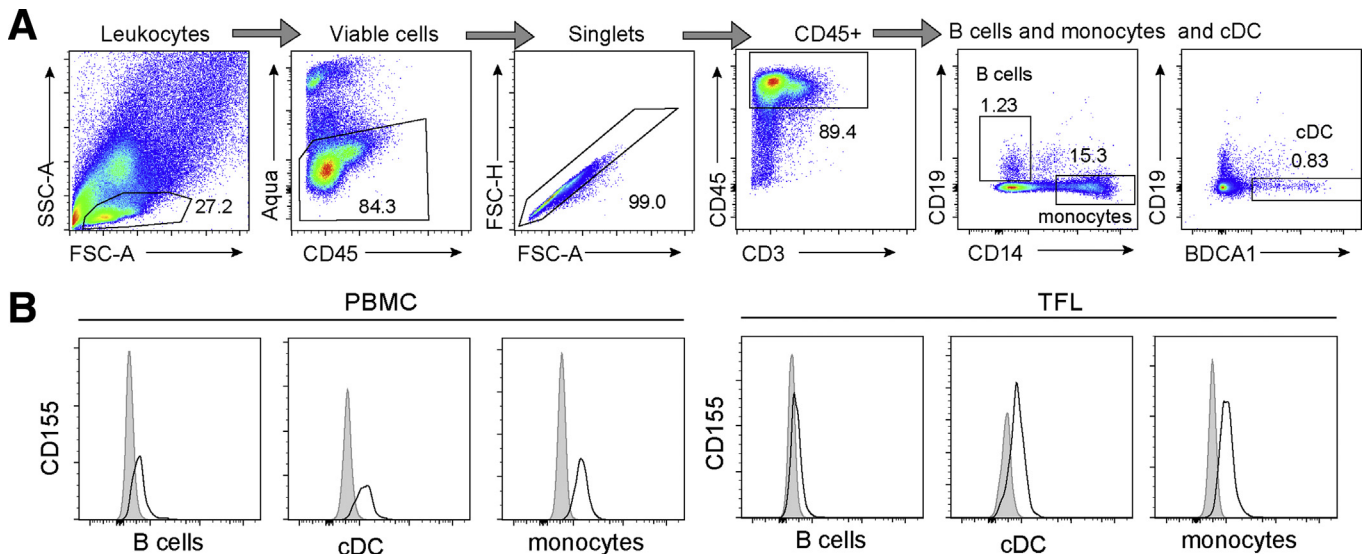 A
Leukocytes
Viable cells
Singlets
CD45+
B cells and monocytes and cDC
SSC-A
27.2
FSC-A
Aqua
84.3
CD45
FSC-H
99.0
FSC-A
CD45
89.4
CD3
B cells
1.23
15.3
monocytes
CD19
CD14
cDC
0.83
CD19
BDCA1
B
PBMC
TFL
CD155
B cells
cDC
monocytes
CD155
B cells
cDC
monocytes